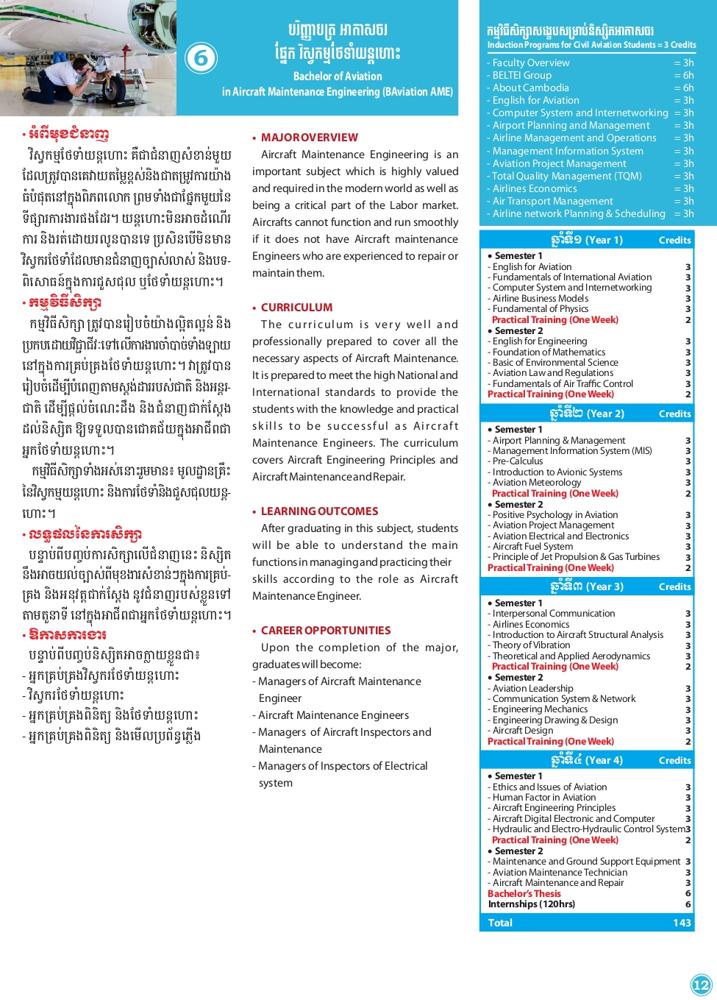 6
បរិញ្ញាបត្រ អាកាសចរ
ផ្នែក វិស្វកម្មថែទាំយន្តហោះ
Bachelor of Aviation
in Aircraft Maintenance Engineering (BAviation AME)
• អំពីមុខជំនាញ
វិស្វកម្មថែទាំយន្តហោះ គឺជាជំនាញសំខាន់មួយ
ដែលត្រូវបានគេវាយតម្លៃខ្ពស់និងជាតម្រូវការយ៉ាង
ធំបំផុតនៅក្នុងពិភពលោក ព្រមទាំងជាផ្នែកមួយនៃ
ទីផ្សារការងារផងដែរ។ យន្តហោះមិនអាចដំណើរ
ការ និងរត់ដោយរលូនបានទេ ប្រសិនបើមិនមាន
វិស្វករថែទាំដែលមានជំនាញច្បាស់លាស់ និងបទ-
ពិសោធន៍ក្នុងការជួសជុល ឬថែទាំយន្តហោះ។
• កម្មវិធីសិក្សា
កម្មវិធីសិក្សា ត្រូវបានរៀបចំយ៉ាងល្អិតល្អន់ និង
ប្រកបដោយវិជ្ជាជីវៈទៅលើការងារចាំបាច់ទាំងឡាយ
នៅក្នុងការគ្រប់គ្រងថែទាំយន្តហោះ។ វាត្រូវបាន
រៀបចំដើម្បីបំពេញតាមស្តង់ដាររបស់ជាតិ និងអន្តរ-
ជាតិ ដើម្បីផ្តល់ចំណេះដឹង និងជំនាញជាក់ស្តែង
ដល់និស្សិត ឱ្យទទួលបានជោគជ័យក្នុងអាជីពជា
អ្នកថែទាំយន្តហោះ។
កម្មវិធីសិក្សាទាំងអស់នោះរួមមាន៖ មូលដ្ឋានគ្រឹះ
នៃវិស្វកម្មយន្តហោះ និងការថែទាំនិងជួសជុលយន្ត-
ហោះ។
• លទ្ធផលនៃការសិក្សា
បន្ទាប់ពីបញ្ចប់ការសិក្សាលើជំនាញនេះ និស្សិត
នឹងអាចយល់ច្បាស់ពីមុខងារសំខាន់ៗក្នុងការគ្រប់-
គ្រង និងអនុវត្តជាក់ស្តែង នូវជំនាញរបស់ខ្លួនទៅ
តាមតួនាទី នៅក្នុងអាជីពជាអ្នកថែទាំយន្តហោះ។
• ឱកាសការងារ
បន្ទាប់ពីបញ្ចប់និស្សិតអាចក្លាយខ្លួនជា៖
- អ្នកគ្រប់គ្រងវិស្វករថែទាំយន្តហោះ
- វិស្វករថែទាំយន្តហោះ
- អ្នកគ្រប់គ្រងពិនិត្យ និងថែទាំយន្តហោះ
- អ្នកគ្រប់គ្រងពិនិត្យ និងមើលប្រព័ន្ធភ្លើង
• MAJOR OVERVIEW
Aircraft Maintenance Engineering is an
important subject which is highly valued
and required in the modern world as well as
being a critical part of the Labor market.
Aircrafts cannot function and run smoothly
if it does not have Aircraft maintenance
Engineers who are experienced to repair or
maintain them.
• CURRICULUM
The curriculum is very well and
professionally prepared to cover all the
necessary aspects of Aircraft Maintenance.
It is prepared to meet the high National and
International standards to provide the
students with the knowledge and practical
skills to be successful as Aircraft
Maintenance Engineers. The curriculum
covers Aircraft Engineering Principles and
Aircraft Maintenance and Repair.
• LEARNING OUTCOMES
After graduating in this subject, students
will be able to understand the main
functions in managing and practicing their
skills according to the role as Aircraft
Maintenance Engineer.
• CAREER OPPORTUNITIES
Upon the completion of the major,
graduates will become:
- Managers of Aircraft Maintenance
Engineer
- Aircraft Maintenance Engineers
- Managers of Aircraft Inspectors and
Maintenance
- Managers of Inspectors of Electrical
system
កម្មវិធីសិក្សាសង្ខេបសម្រាប់និស្សិតអាកាសចរ
Induction Programs for Civil Aviation Students = 3 Credits
- Faculty Overview = 3h
- BELTEI Group = 6h
- About Cambodia = 6h
- English for Aviation = 3h
- Computer System and Internetworking = 3h
- Airport Planning and Management = 3h
- Airline Management and Operations = 3h
- Management Information System = 3h
- Aviation Project Management = 3h
- Total Quality Management (TQM) = 3h
- Airlines Economics = 3h
- Air Transport Management = 3h
- Airline network Planning & Scheduling = 3h
ឆ្នាំទី១ (Year 1) Credits
• Semester 1
- English for Aviation 3
- Fundamentals of International Aviation 3
- Computer System and Internetworking 3
- Airline Business Models 3
- Fundamental of Physics 3
Practical Training (One Week) 2
• Semester 2
- English for Engineering 3
- Foundation of Mathematics 3
- Basic of Environmental Science 3
- Aviation Law and Regulations 3
- Fundamentals of Air Traffic Control 3
Practical Training (One Week) 2
ឆ្នាំទី២ (Year 2) Credits
• Semester 1
- Airport Planning & Management 3
- Management Information System (MIS) 3
- Pre-Calculus 3
- Introduction to Avionic Systems 3
- Aviation Meteorology 3
Practical Training (One Week) 2
• Semester 2
- Positive Psychology in Aviation 3
- Aviation Project Management 3
- Aviation Electrical and Electronics 3
- Aircraft Fuel System 3
- Principle of Jet Propulsion & Gas Turbines 3
Practical Training (One Week) 2
ឆ្នាំទី៣ (Year 3) Credits
• Semester 1
- Interpersonal Communication 3
- Airlines Economics 3
- Introduction to Aircraft Structural Analysis 3
- Theory of Vibration 3
- Theoretical and Applied Aerodynamics 3
Practical Training (One Week) 2
• Semester 2
- Aviation Leadership 3
- Communication System & Network 3
- Engineering Mechanics 3
- Engineering Drawing & Design 3
- Aircraft Design 3
Practical Training (One Week) 2
ឆ្នាំទី៤ (Year 4) Credits
• Semester 1
- Ethics and Issues of Aviation 3
- Human Factor in Aviation 3
- Aircraft Engineering Principles 3
- Aircraft Digital Electronic and Computer 3
- Hydraulic and Electro-Hydraulic Control System 3
Practical Training (One Week) 2
• Semester 2
- Maintenance and Ground Support Equipment 3
- Aviation Maintenance Technician 3
- Aircraft Maintenance and Repair 3
Bachelor's Thesis 6
Internships (120hrs) 6
Total 143
12